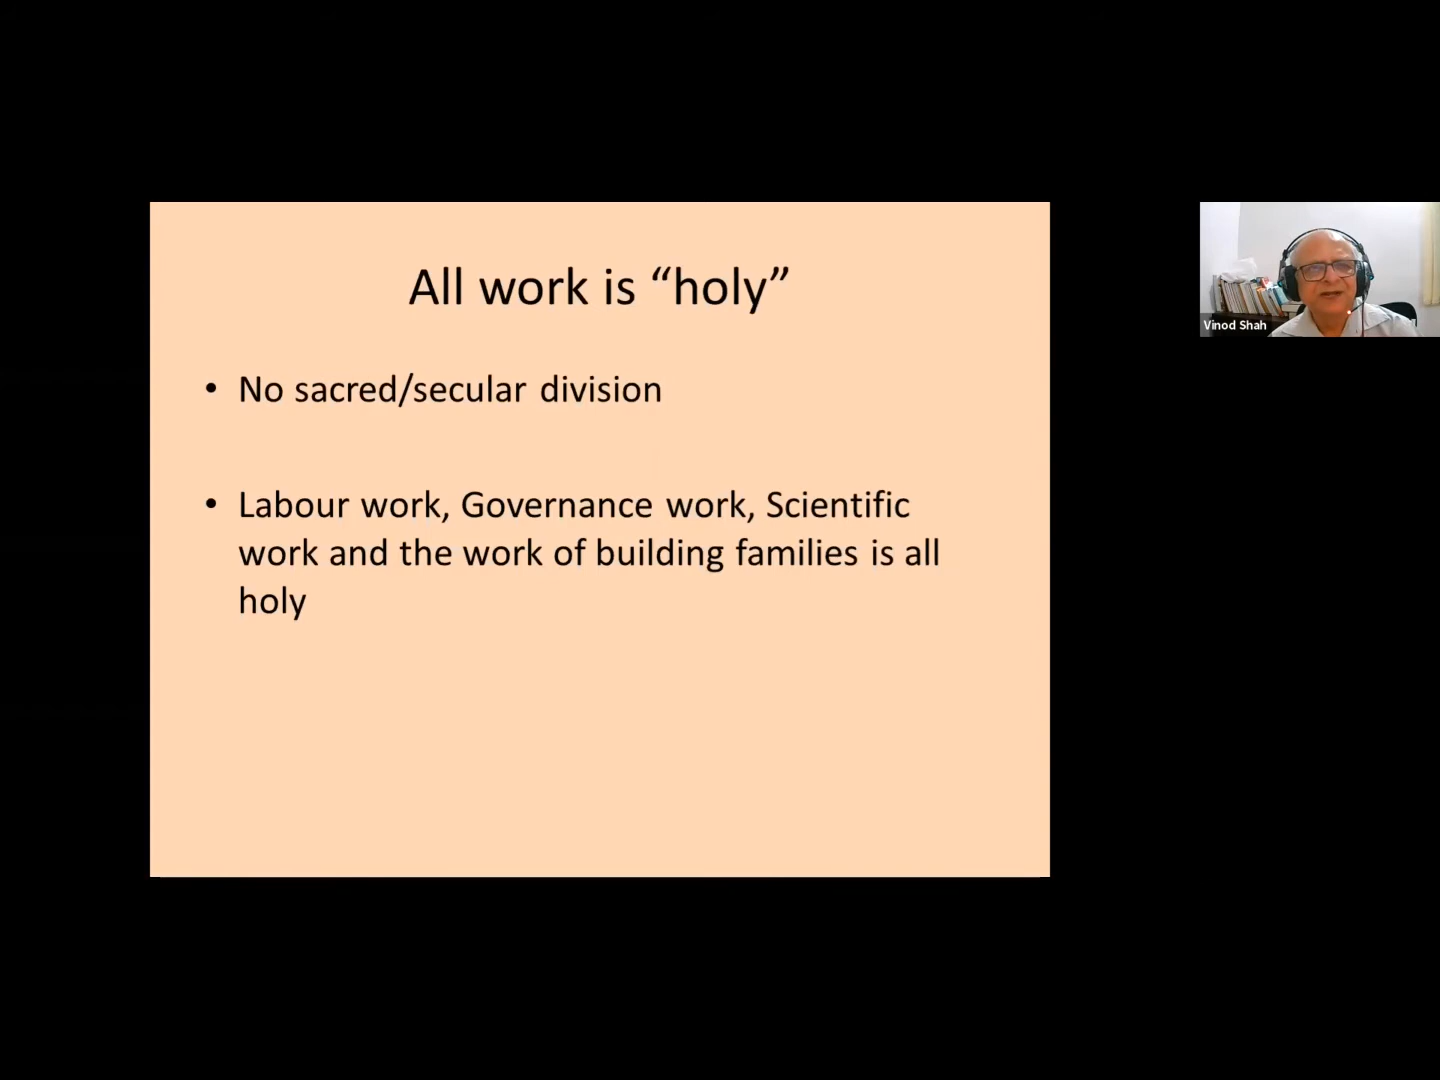 All work is “holy”
• No sacred/secular division
• Labour work, Governance work, Scientific
work and the work of building families is all
holy
Vinod Shah